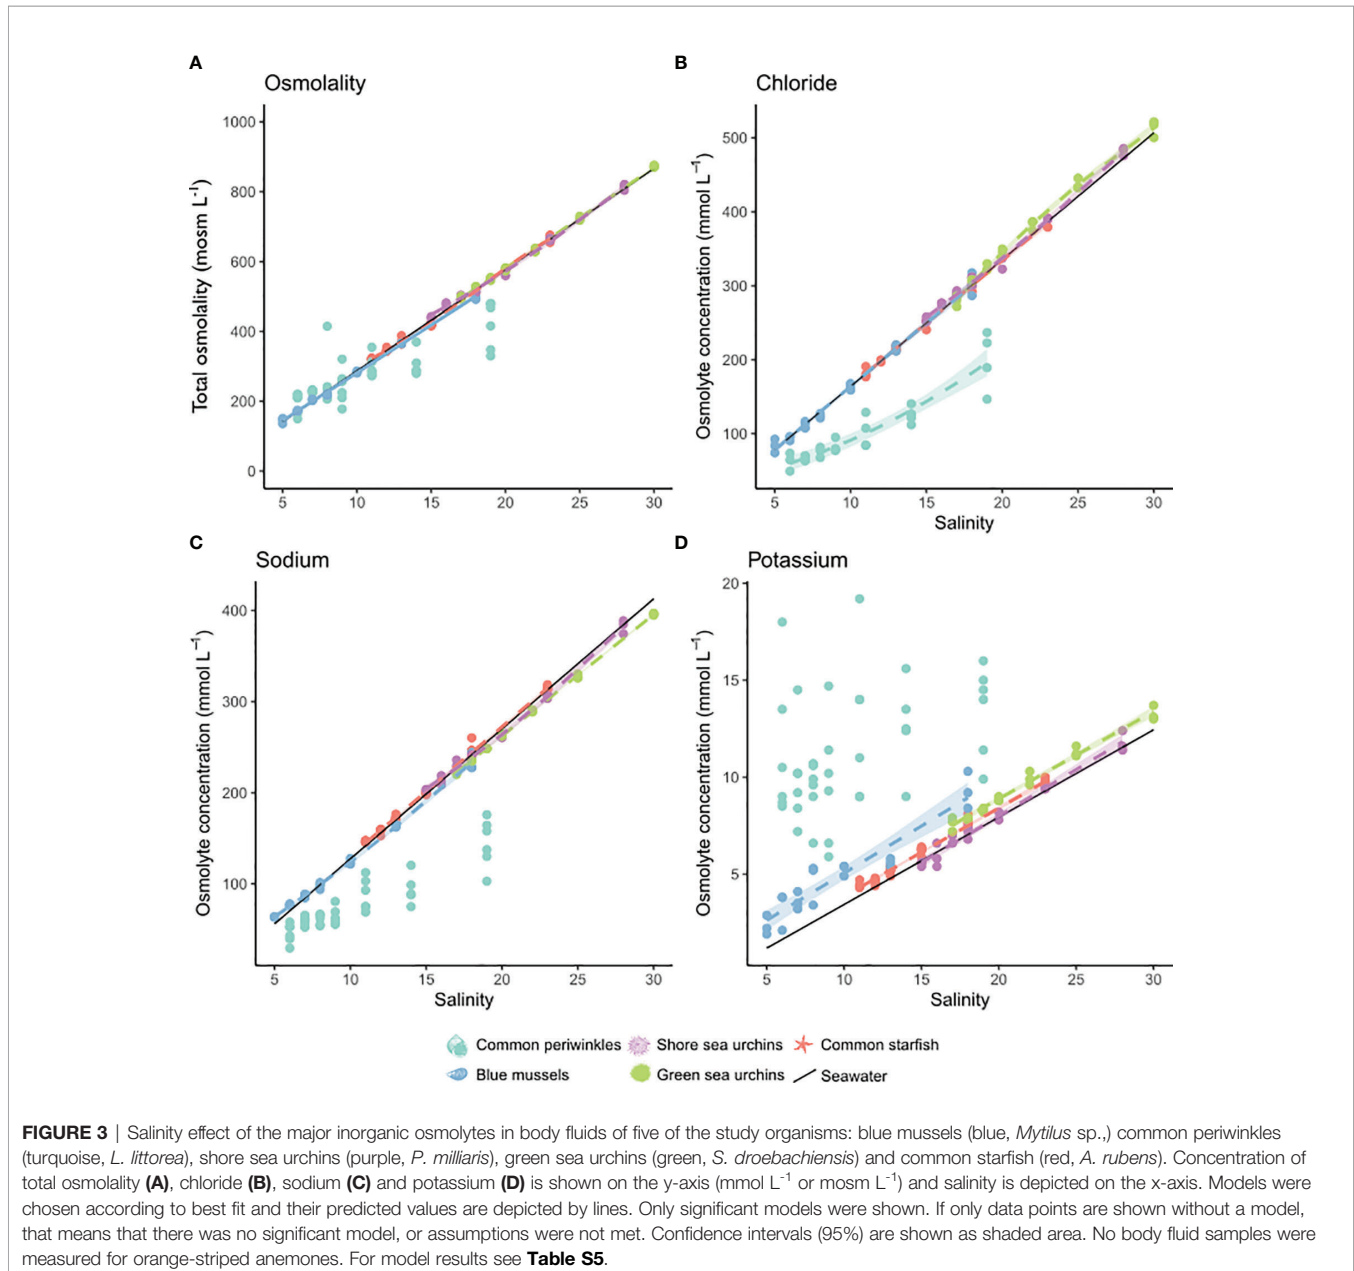 A
Osmolality
Total osmolality (mosm L-1)
1000
800
600
400
200
0
5
10
15
20
25
30
B
Chloride
Osmolyte concentration (mmol L–1)
500
400
300
200
100
5
10
15
20
25
30
Salinity
C
Sodium
Osmolyte concentration (mmol L–1)
400
300
200
100
5
10
15
20
25
30
Salinity
D
Potassium
Osmolyte concentration (mmol L–1)
20
15
10
5
5
10
15
20
25
30
Salinity
Common periwinkles Shore sea urchins Common starfish
Blue mussels Green sea urchins Seawater
FIGURE 3 | Salinity effect of the major inorganic osmolytes in body fluids of five of the study organisms: blue mussels (blue, Mytilus sp.,) common periwinkles
(turquoise, L. littorea), shore sea urchins (purple, P. milliaris), green sea urchins (green, S. droebachiensis) and common starfish (red, A. rubens). Concentration of
total osmolality (A), chloride (B), sodium (C) and potassium (D) is shown on the y-axis (mmol L-1 or mosm L-1) and salinity is depicted on the x-axis. Models were
chosen according to best fit and their predicted values are depicted by lines. Only significant models were shown. If only data points are shown without a model,
that means that there was no significant model, or assumptions were not met. Confidence intervals (95%) are shown as shaded area. No body fluid samples were
measured for orange-striped anemones. For model results see Table S5.